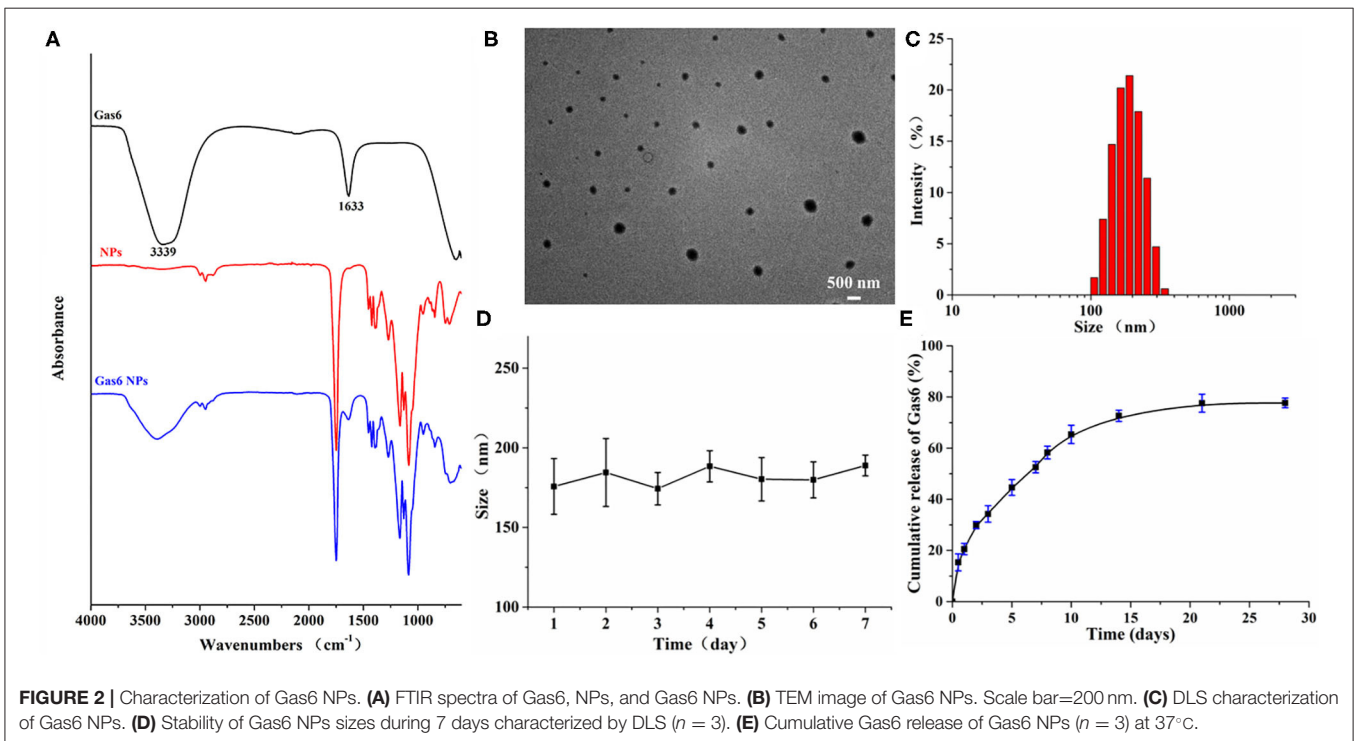 A
Gas6
3339
1633
NPs
Gas6 NPs
Absorbance
4000 3500 3000 2500 2000 1500 1000
Wavenumbers （cm-1）
B
500 nm
C
25
20
15
10
5
0
Intensity （%）
10 100 1000
Size （nm）
D
250
200
150
100
Size （nm）
1 2 3 4 5 6 7
Time（day）
E
100
80
60
40
20
0
Cumulative release of Gas6 (%)
0 5 10 15 20 25 30
Time (days)
FIGURE 2 | Characterization of Gas6 NPs. (A) FTIR spectra of Gas6, NPs, and Gas6 NPs. (B) TEM image of Gas6 NPs. Scale bar=200 nm. (C) DLS characterization
of Gas6 NPs. (D) Stability of Gas6 NPs sizes during 7 days characterized by DLS (n = 3). (E) Cumulative Gas6 release of Gas6 NPs (n = 3) at 37°C.